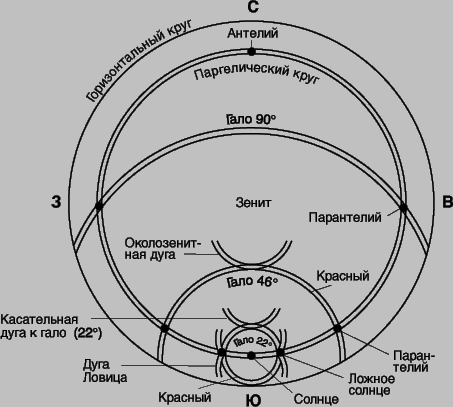 С
Горизонтальный круг
Антелий
Паргелический круг
Гало 90°
З
Зенит
В
Парантелий
Околозенит-
ная дуга
Красный
Гало 46°
Касательная
дуга к гало (22°)
Гало 22°
Дуга
Ловица
Паран-
телий
Ложное
солнце
Красный
Солнце
Ю